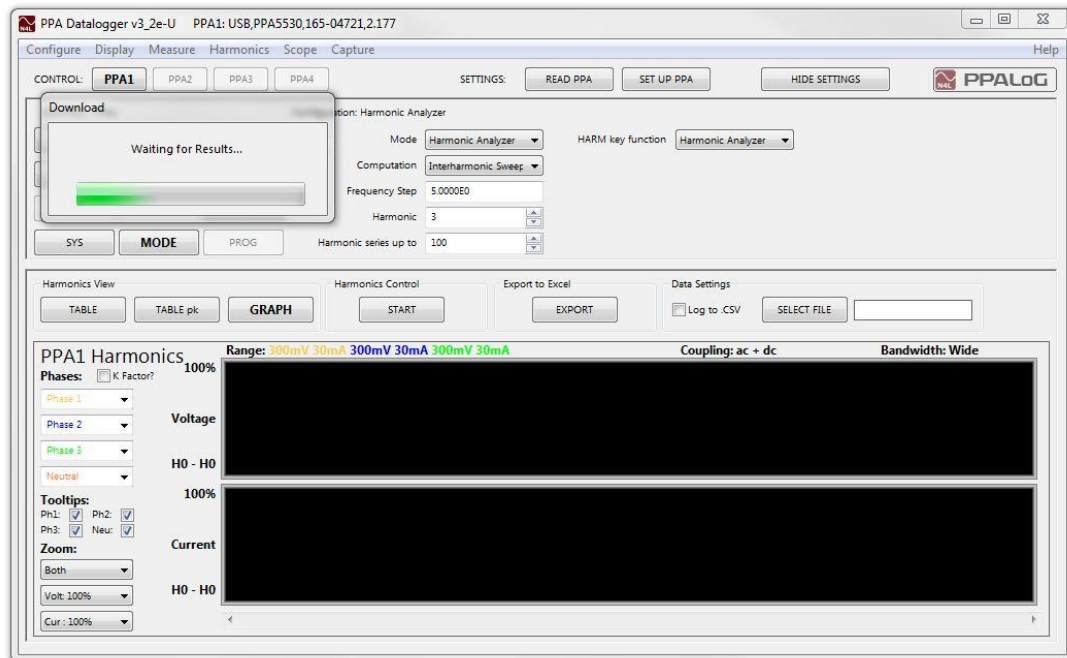 PPA Datalogger v3_2e-U PPA1: USB,PPA5530,165-04721,2.177
Configure Display Measure Harmonics Scope Capture Help
CONTROL: PPA1 PPA2 PPA3 PPA4 SETTINGS: READ PPA SET UP PPA HIDE SETTINGS N4L PPALoG
Download
Waiting for Results...
ation: Harmonic Analyzer
Mode Harmonic Analyzer HARM key function Harmonic Analyzer
Computation Interharmonic Sweep
Frequency Step 5.0000E0
Harmonic 3
SYS MODE PROG Harmonic series up to 100
Harmonics View Harmonics Control Export to Excel Data Settings
TABLE TABLE pk GRAPH START EXPORT Log to .CSV SELECT FILE
PPA1 Harmonics Range: 300mV 30mA 300mV 30mA 300mV 30mA Coupling: ac + dc Bandwidth: Wide
Phases: K Factor? 100%
Phase 1
Phase 2 Voltage
Phase 3
H0 - H0
Neutral
Tooltips: 100%
Ph1: Ph2:
Ph3: Neu:
Zoom: Current
Both
Volt: 100% H0 - H0
Cur : 100%